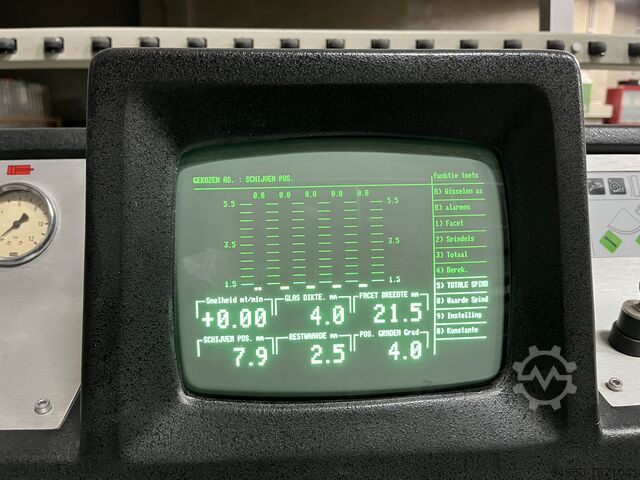 GEKOZEN AS. : SCHIJVEN POS.
funktie toets
0.0 0.0 0.0 0.0 0.0
A) Wisselen as
5.5 5.5
B) alarmen
1) Facet
3.5 3.5
2) Spindels
3) Totaal
4) Berek.
1.5 1.5
5) TOTALE SPIND
8) Waarde Spind
9) Instelling
0) Konstante
Snelheid mt/min GLAS DIKTE. mm FACET BREEDTE mm
+0.00 4.0 21.5
SCHIJVEN POS. mm RESTWAARDE mm POS. GRADEN Grad
7.9 2.5 4.0